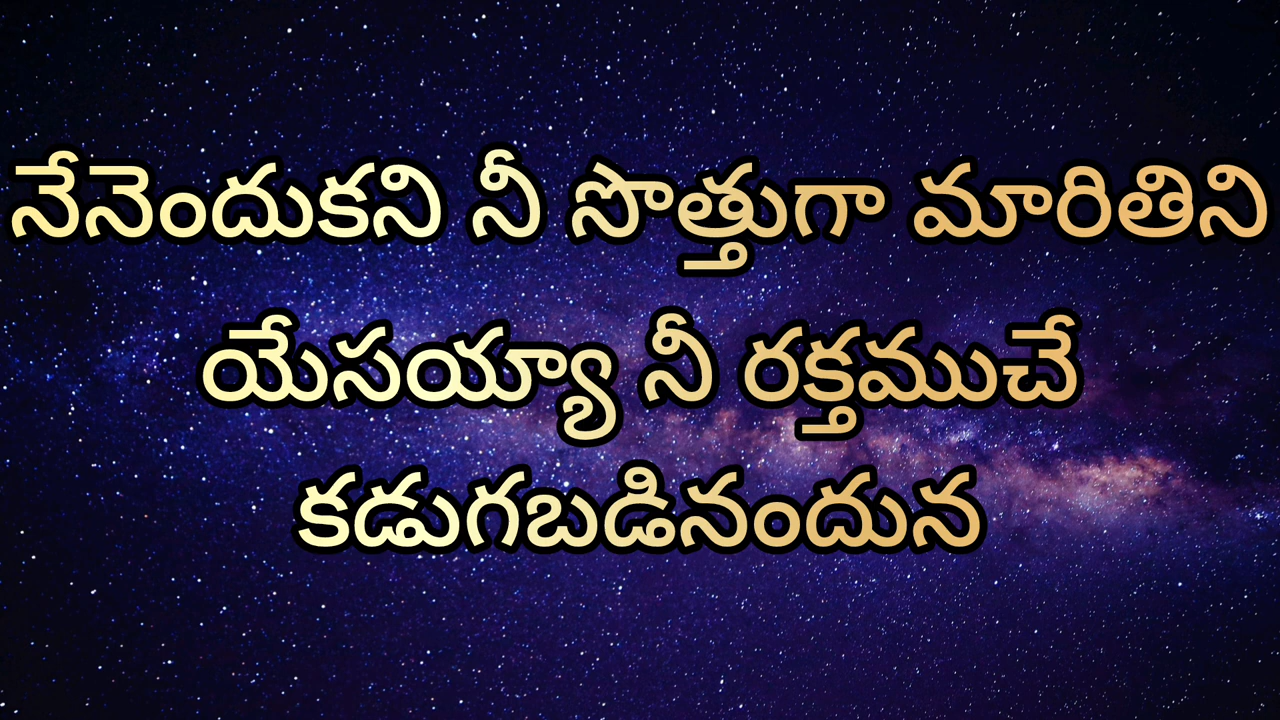 నేనెందుకని నీ సొత్తుగా మారితిని
యేసయ్యా నీ రక్తముచే
కడుగబడినందున